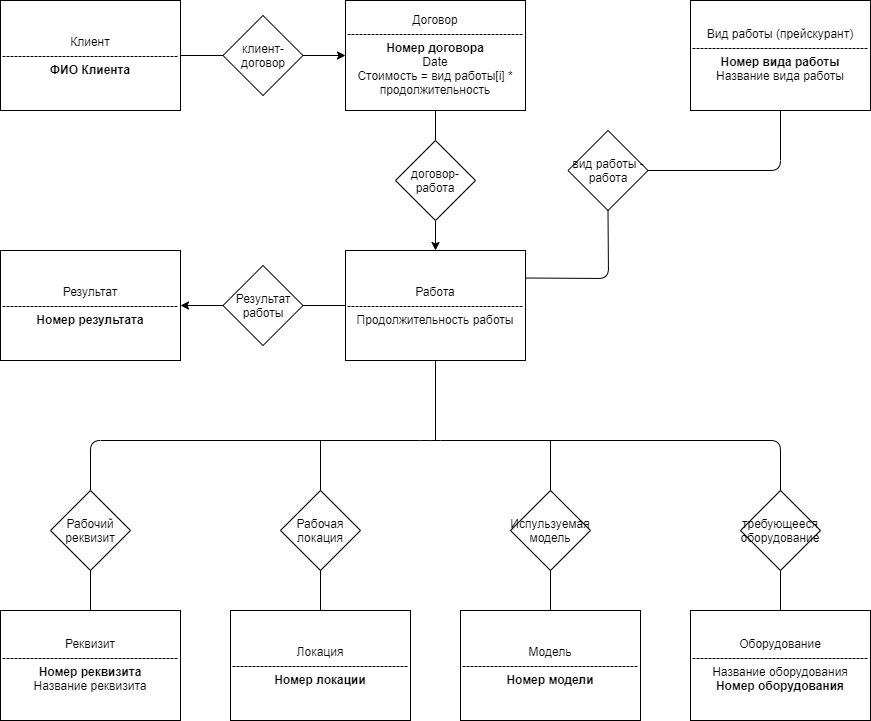 Клиент
ФИО Клиента
клиент-
договор
Договор
Номер договора
Date
Стоимость = вид работы[i] *
продолжительность
Вид работы (прейскурант)
Номер вида работы
Название вида работы
договор-
работа
вид работы -
работа
Результат
Номер результата
Результат
работы
Работа
Продолжительность работы
Рабочий
реквизит
Рабочая
локация
Испульзуемая
модель
требующееся
оборудование
Реквизит
Номер реквизита
Название реквизита
Локация
Номер локации
Модель
Номер модели
Оборудование
Название оборудования
Номер оборудования